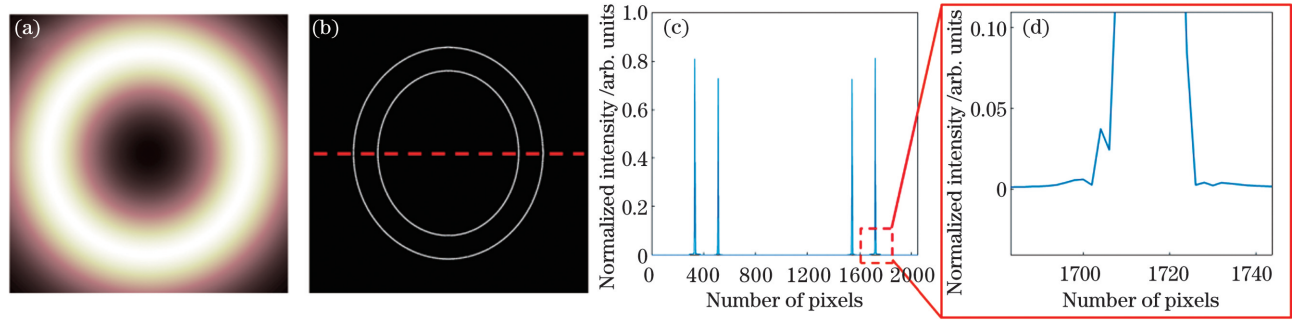 (a)
(b)
(c)
Normalized intensity /arb. units
1.0
0.8
0.6
0.4
0.2
0
0 400 800 1200 1600 2000
Number of pixels
(d)
Normalized intensity /arb. units
0.10
0.05
0
1700 1720 1740
Number of pixels